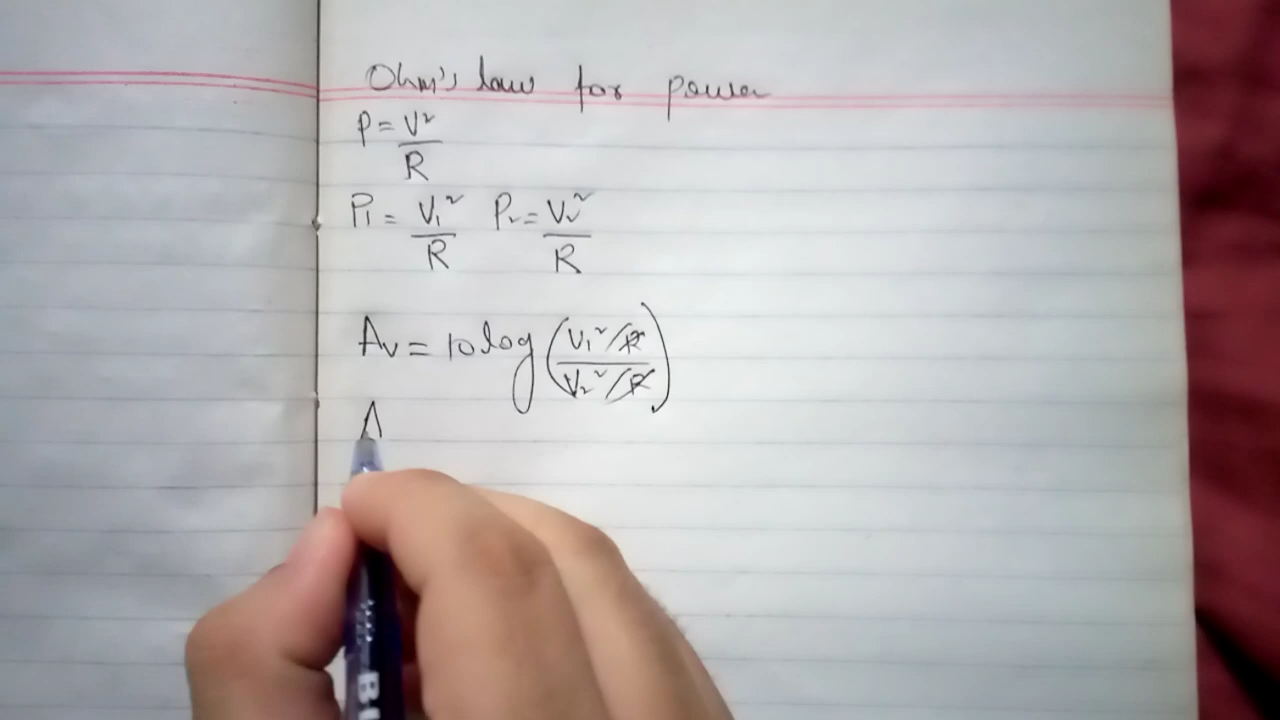 Ohm's law for power
P = V²/R
P1 = V1²/R P2 = V2²/R
Av = 10 log (V1²/R / V2²/R)
A